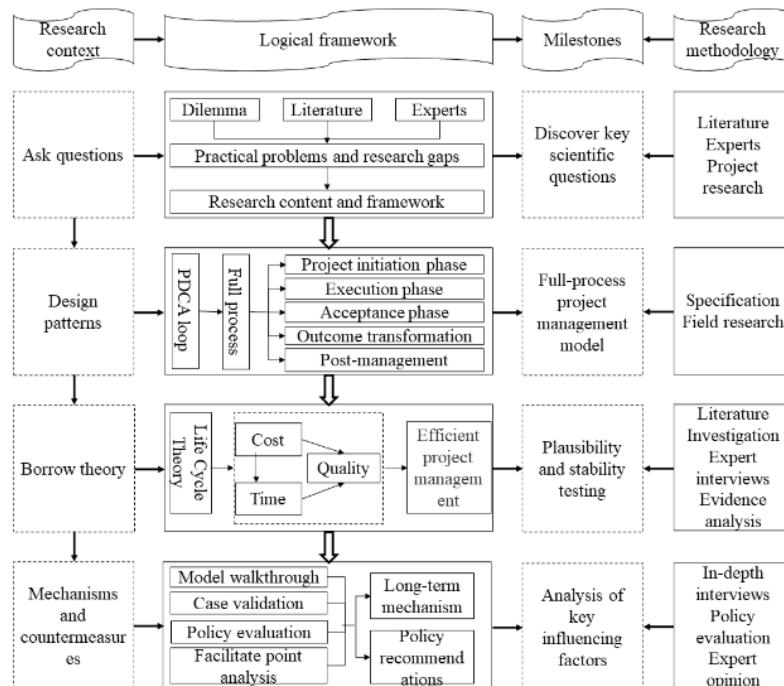 Research
context
Logical framework
Milestones
Research
methodology
Ask questions
Dilemma
Literature
Experts
Practical problems and research gaps
Research content and framework
Discover key
scientific
questions
Literature
Experts
Project
research
Design
patterns
PDCA loop
Full process
Project initiation phase
Execution phase
Acceptance phase
Outcome transformation
Post-management
Full-process
project
management
model
Specification
Field research
Borrow theory
Life Cycle
Theory
Cost
Time
Quality
Efficient
project
managem
ent
Plausibility
and stability
testing
Literature
Investigation
Expert
interviews
Evidence
analysis
Mechanisms
and
countermeasur
es
Model walkthrough
Case validation
Policy evaluation
Facilitate point
analysis
Long-term
mechanism
Policy
recommend
ations
Analysis of
key
influencing
factors
In-depth
interviews
Policy
evaluation
Expert
opinion